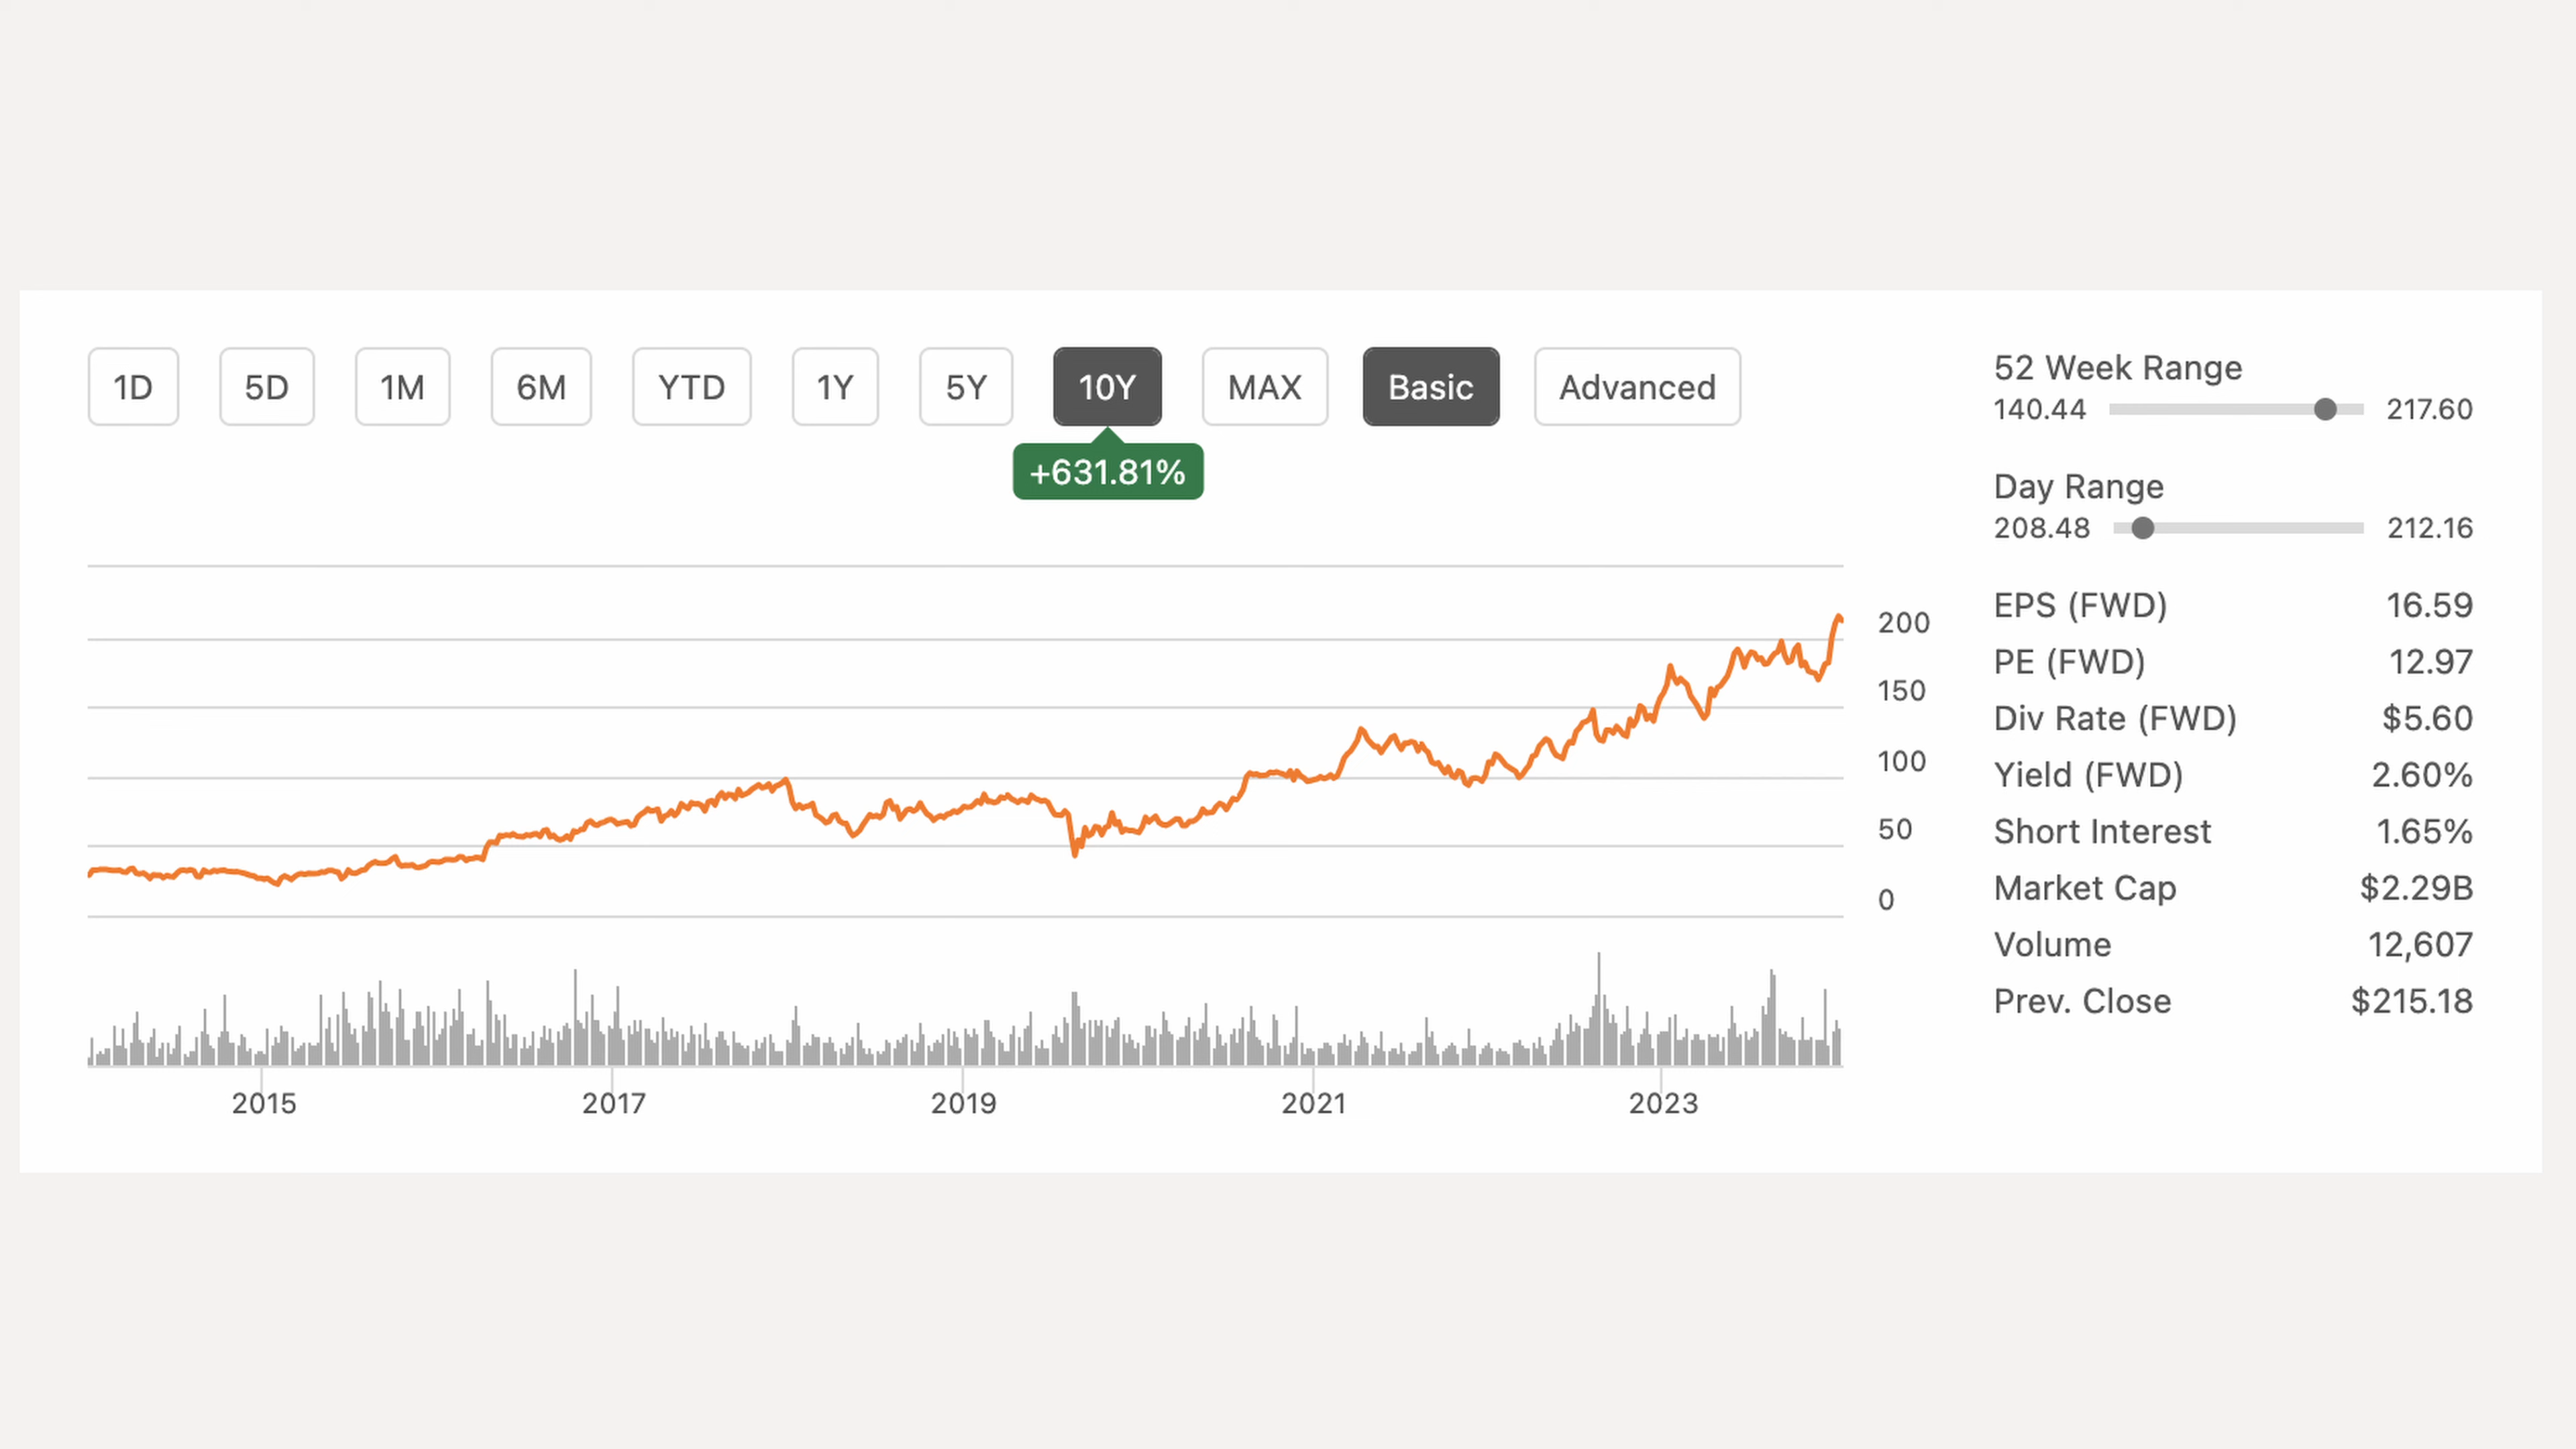 1D 5D 1M 6M YTD 1Y 5Y 10Y MAX Basic Advanced
+631.81%
200
150
100
50
0
2015 2017 2019 2021 2023
52 Week Range
140.44 217.60
Day Range
208.48 212.16
EPS (FWD) 16.59
PE (FWD) 12.97
Div Rate (FWD) $5.60
Yield (FWD) 2.60%
Short Interest 1.65%
Market Cap $2.29B
Volume 12,607
Prev. Close $215.18